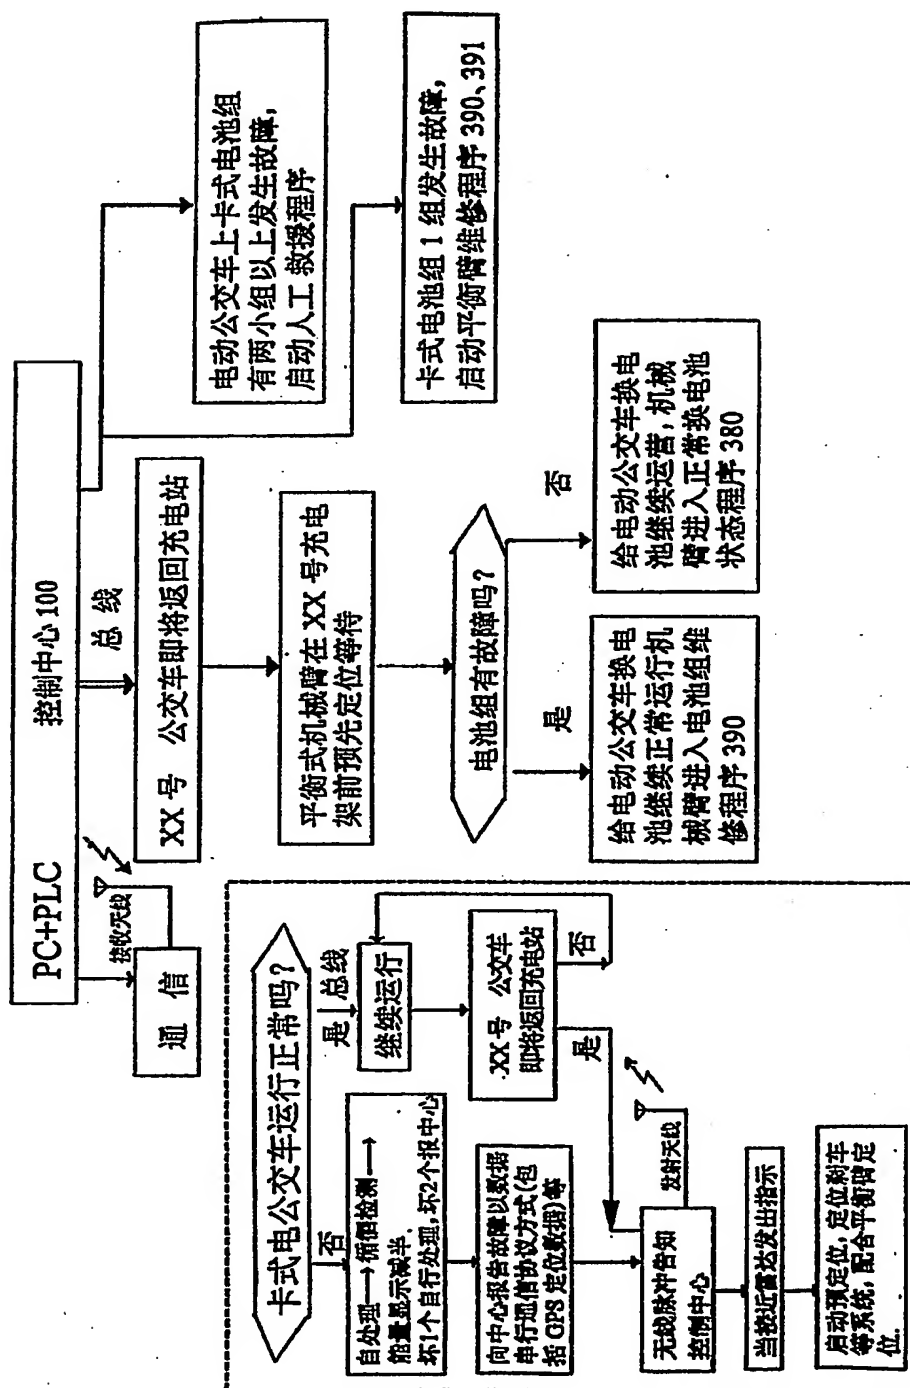 PC+PLC 控制中心 100
接收天线
通 信
总 线
XX 号 公交车即将返回充电站
平衡式机械臂在 XX 号充电
架前预先定位等待
电池组有故障吗?
是
否
给电动公交车换电
池继续正常运行机
械臂进入电池组维
修程序 390
给电动公交车换电
池继续运营,机械
臂进入正常换电池
状态程序 380
电动公交车上卡式电池组
有两小组以上发生故障,
启动人工 救援程序
卡式电池组 1 组发生故障,
启动平衡臂维修程序 390、391
卡式电公交车运行正常吗?
否
是
总线
自处理→循徊检测→
能量显示减半.
坏1个自行处理,坏2个报中心
向中心报告故障以数据
串行通信协议方式(包
括 GPS 定位数据)等
继续运行
XX 号 公交车
即将返回充电站
是
否
无线脉冲告知
控制中心
发射天线
当接近雷达发出指示
启动预定位,定位刹车
等系统,配合平衡臂定
位.